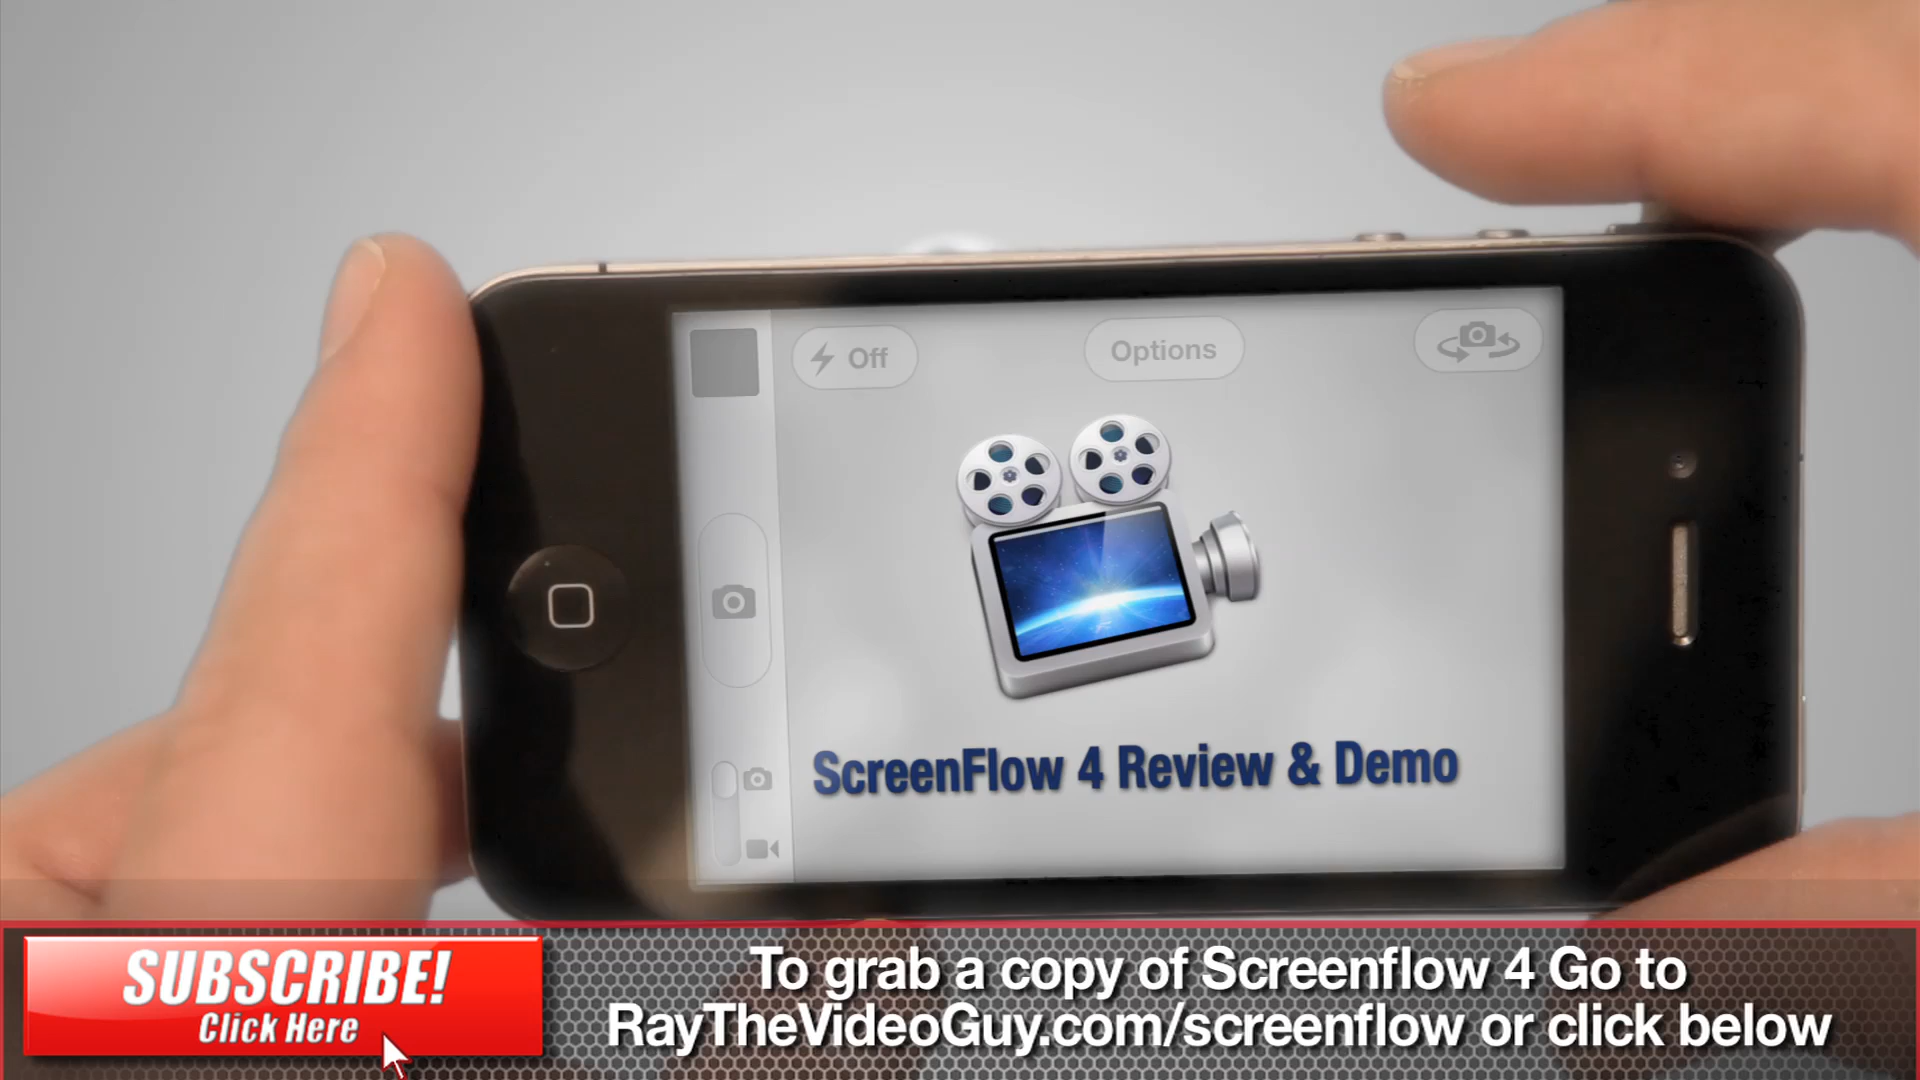 Off
Options
ScreenFlow 4 Review & Demo
SUBSCRIBE!
Click Here
To grab a copy of Screenflow 4 Go to
RayTheVideoGuy.com/screenflow or click below